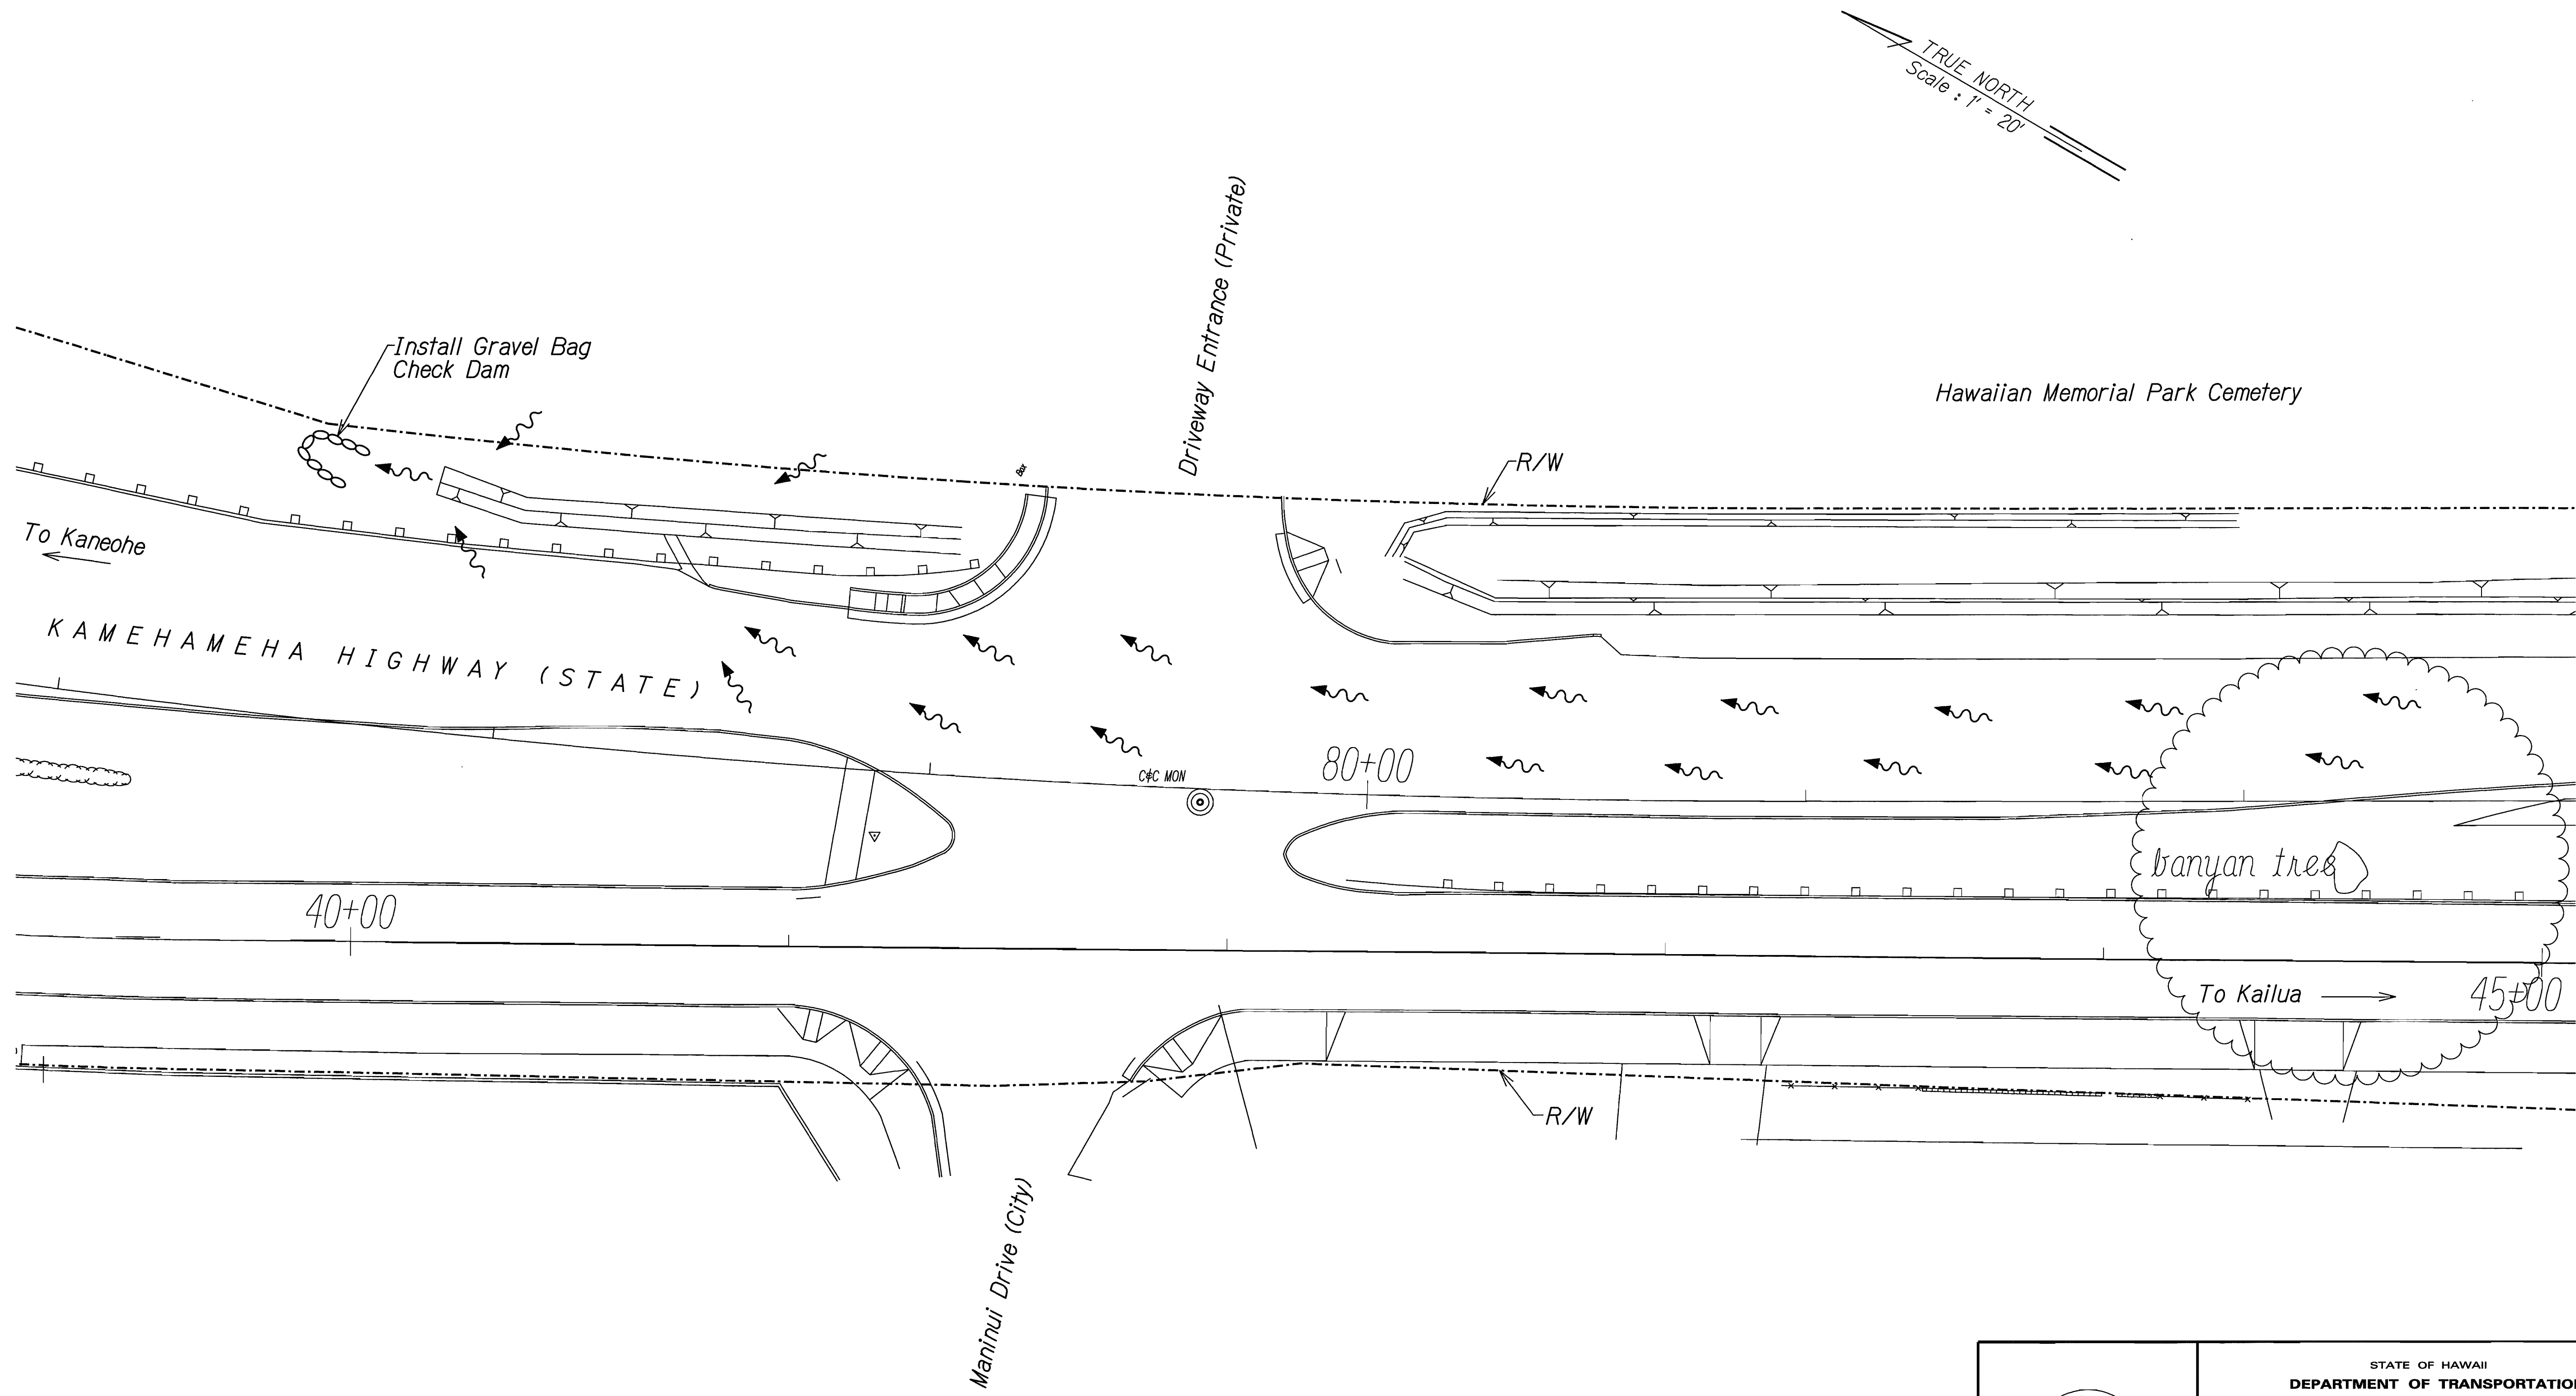 TRUE NORTH
Scale : 1" = 20'
Driveway Entrance (Private)
Install Gravel Bag
Check Dam
Hawaiian Memorial Park Cemetery
R/W
Box
To Kaneohe
KAMEHAMEHA HIGHWAY (STATE)
C&C MON
80+00
banyan tree
40+00
To Kailua
45+00
R/W
Maninui Drive (City)
STATE OF HAWAII
DEPARTMENT OF TRANSPORTATIO